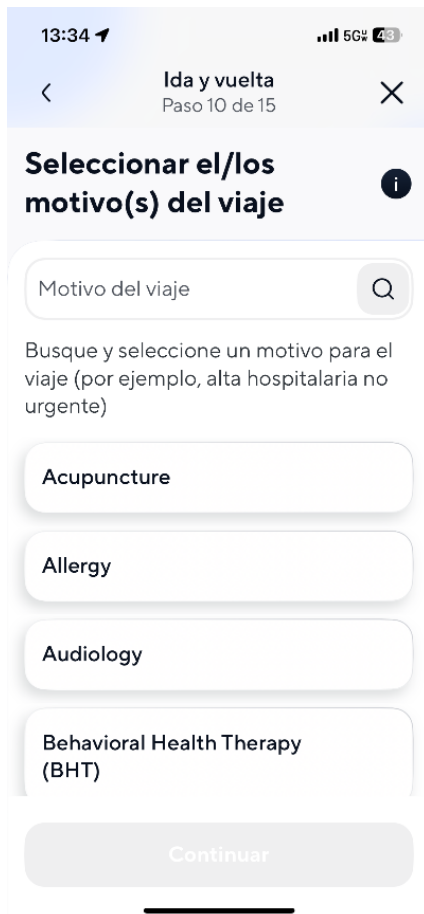 13:34
5G 43
Ida y vuelta
Paso 10 de 15
Seleccionar el/los
motivo(s) del viaje
i
Motivo del viaje
Busque y seleccione un motivo para el
viaje (por ejemplo, alta hospitalaria no
urgente)
Acupuncture
Allergy
Audiology
Behavioral Health Therapy
(BHT)
Continuar